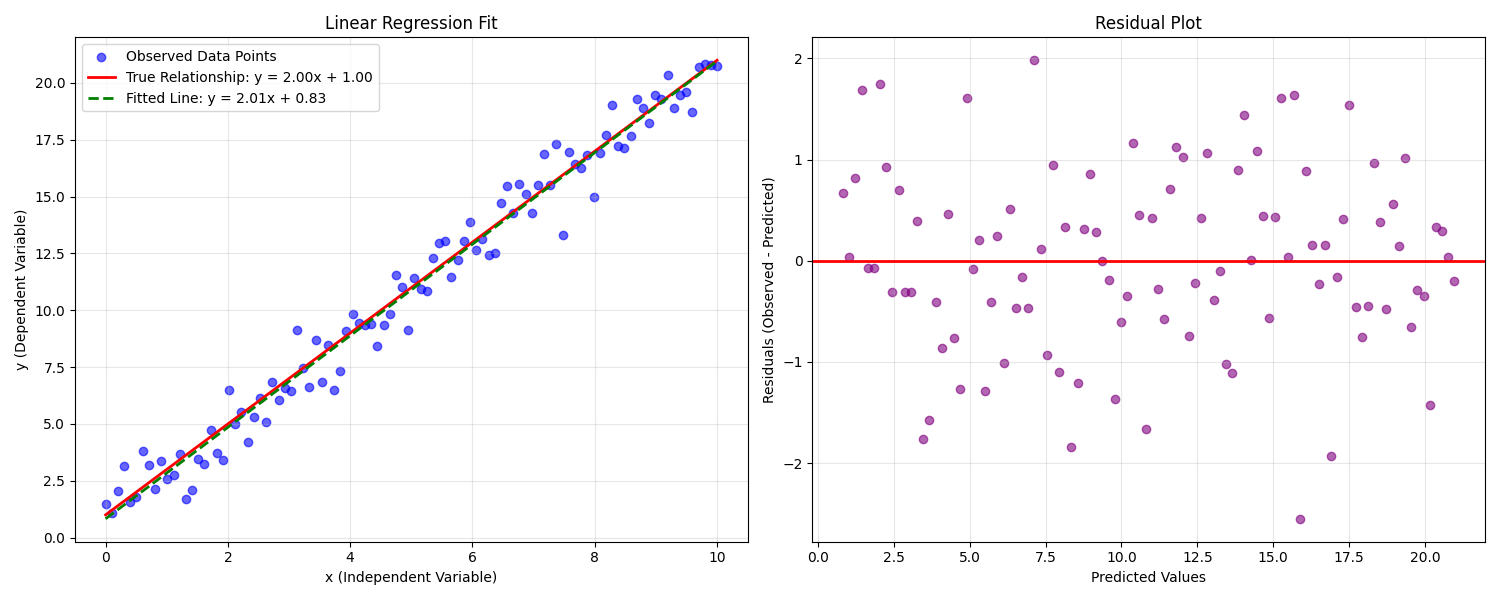 Linear Regression Fit
Observed Data Points
True Relationship: y = 2.00x + 1.00
Fitted Line: y = 2.01x + 0.83
y (Dependent Variable)
20.0
17.5
15.0
12.5
10.0
7.5
5.0
2.5
0.0
0 2 4 6 8 10
x (Independent Variable)
Residual Plot
Residuals (Observed - Predicted)
2
1
0
−1
−2
0.0 2.5 5.0 7.5 10.0 12.5 15.0 17.5 20.0
Predicted Values